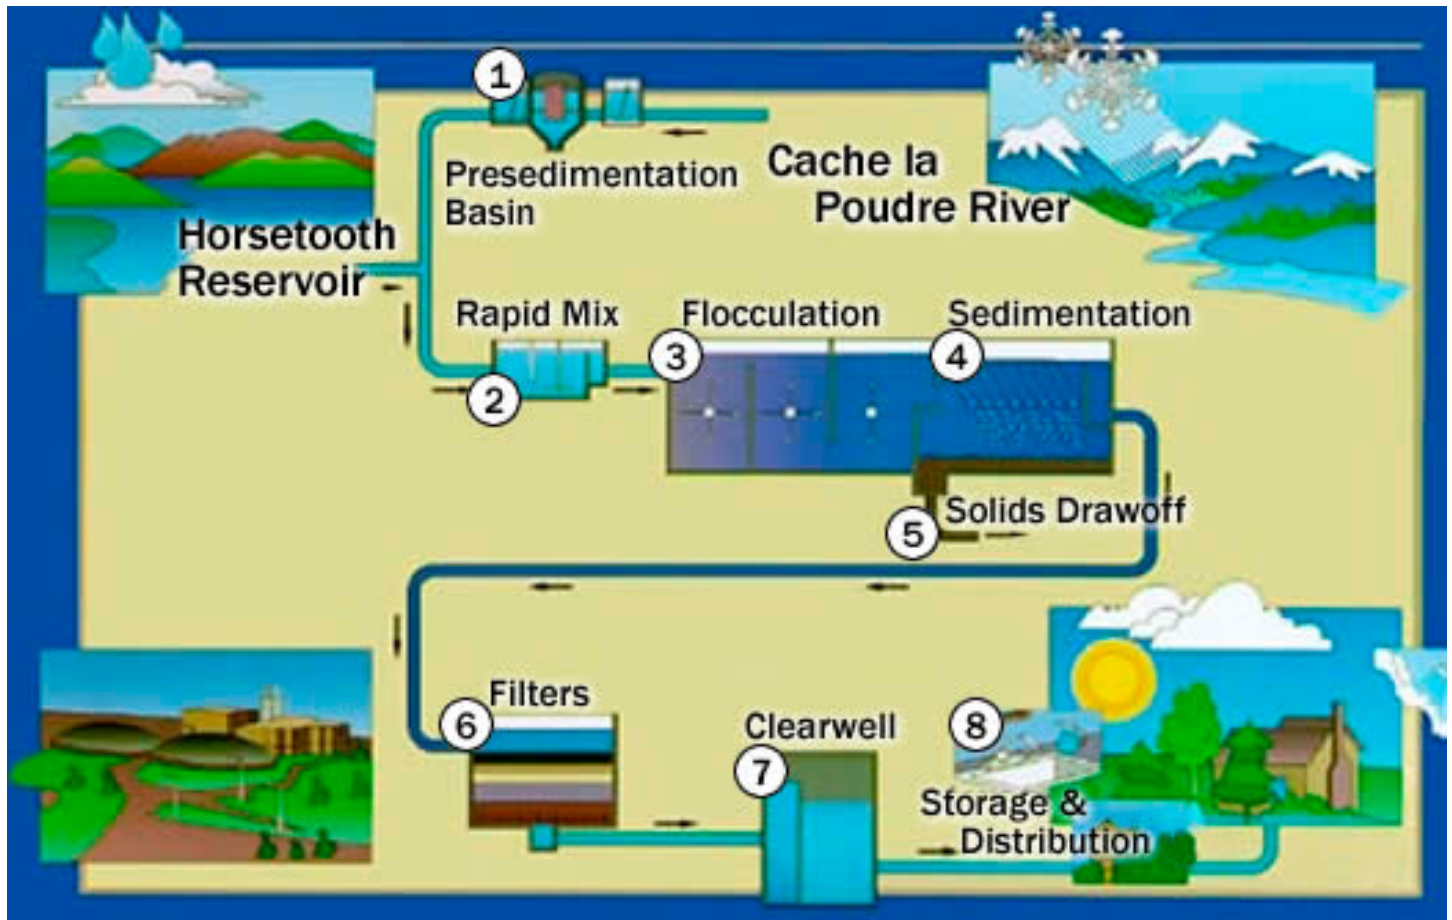 1
Presedimentation
Basin
Cache la
Poudre River
Horsetooth
Reservoir
Rapid Mix
2
Flocculation
3
Sedimentation
4
Solids Drawoff
5
Filters
6
Clearwell
7
8
Storage &
Distribution